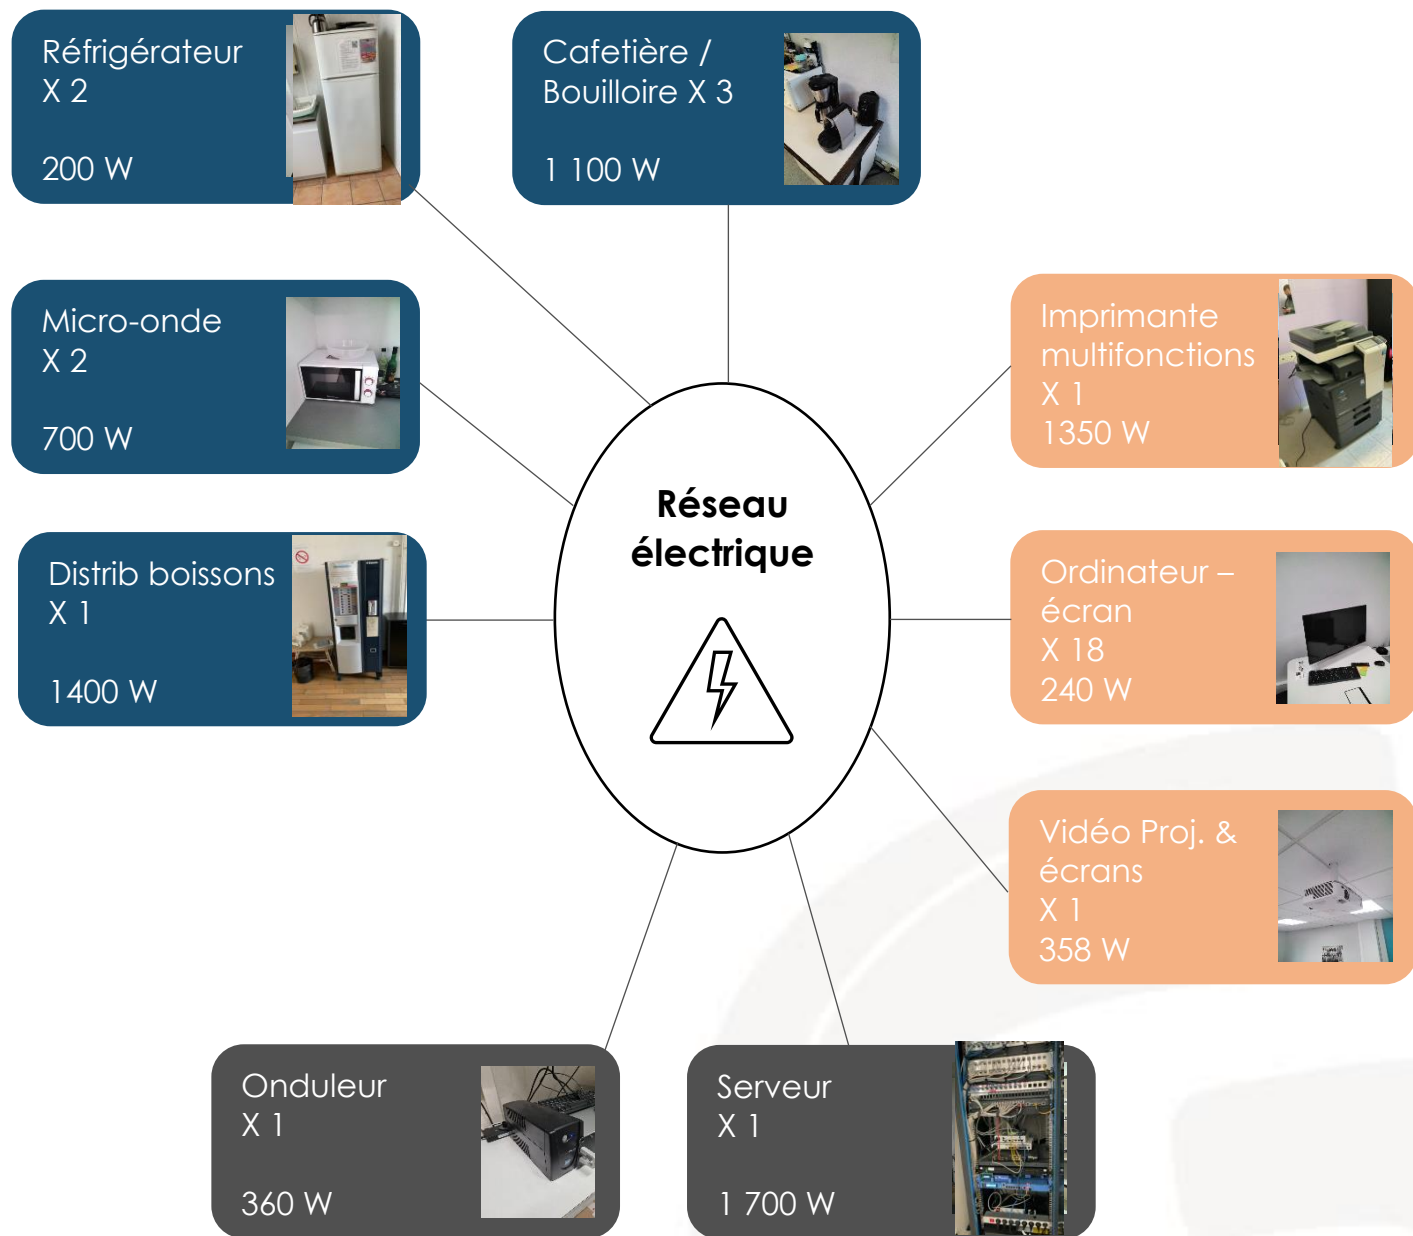 Réfrigérateur
X 2
200 W
Cafetière /
Bouilloire X 3
1 100 W
Micro-onde
X 2
700 W
Imprimante
multifonctions
X 1
1350 W
Réseau
électrique
Distrib boissons
X 1
1400 W
Ordinateur –
écran
X 18
240 W
Vidéo Proj. &
écrans
X 1
358 W
Onduleur
X 1
360 W
Serveur
X 1
1 700 W